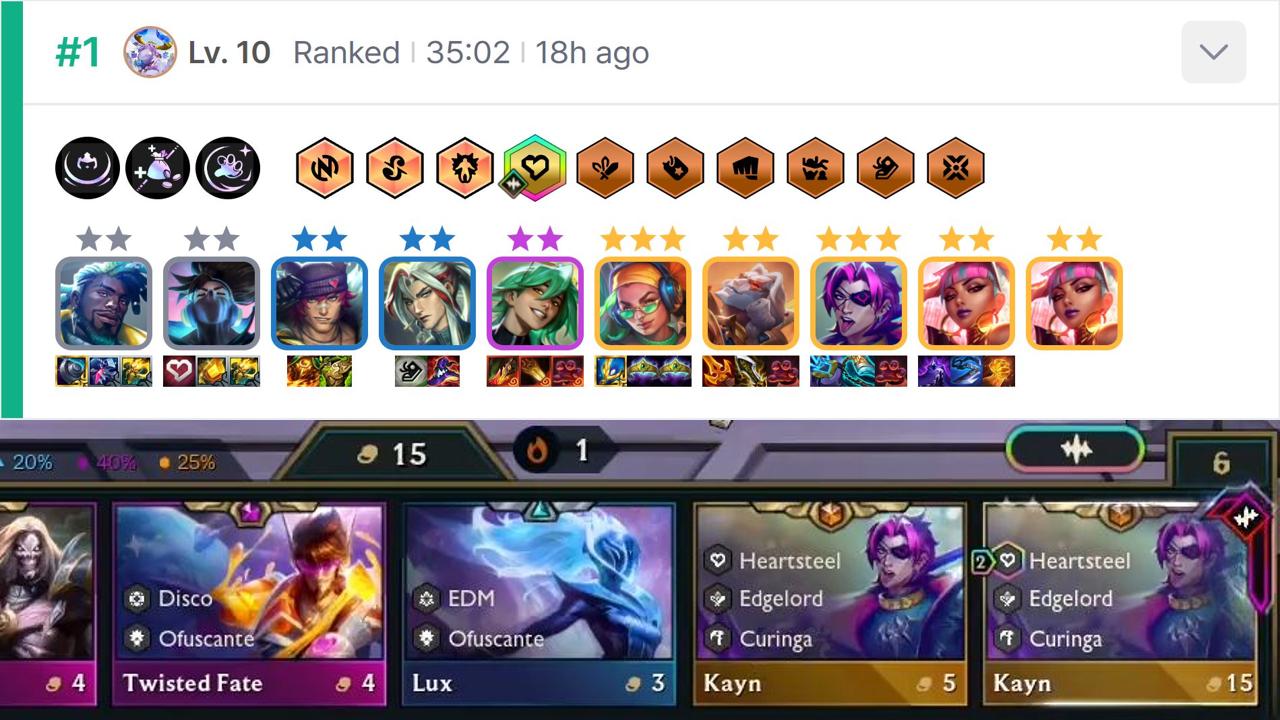 #1 Lv. 10 Ranked | 35:02 | 18h ago
20% 40% 25% 15 1 6
Disco
Ofuscante
EDM
Ofuscante
Heartsteel
Edgelord
Curinga
2 Heartsteel
Edgelord
Curinga
4 Twisted Fate 4 Lux 3 Kayn 5 Kayn 15